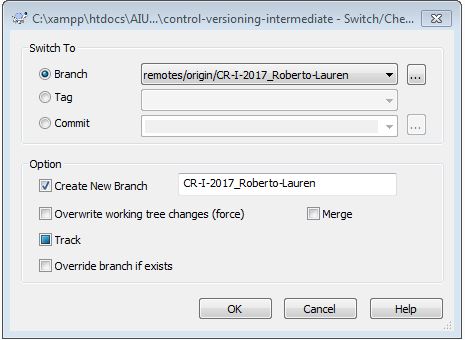 C:\xampp\htdocs\AIU...\control-versioning-intermediate - Switch/Che...
Switch To
Branch
remotes/origin/CR-I-2017_Roberto-Lauren
...
Tag
Commit
...
Option
Create New Branch
CR-I-2017_Roberto-Lauren
Overwrite working tree changes (force)
Merge
Track
Override branch if exists
OK
Cancel
Help